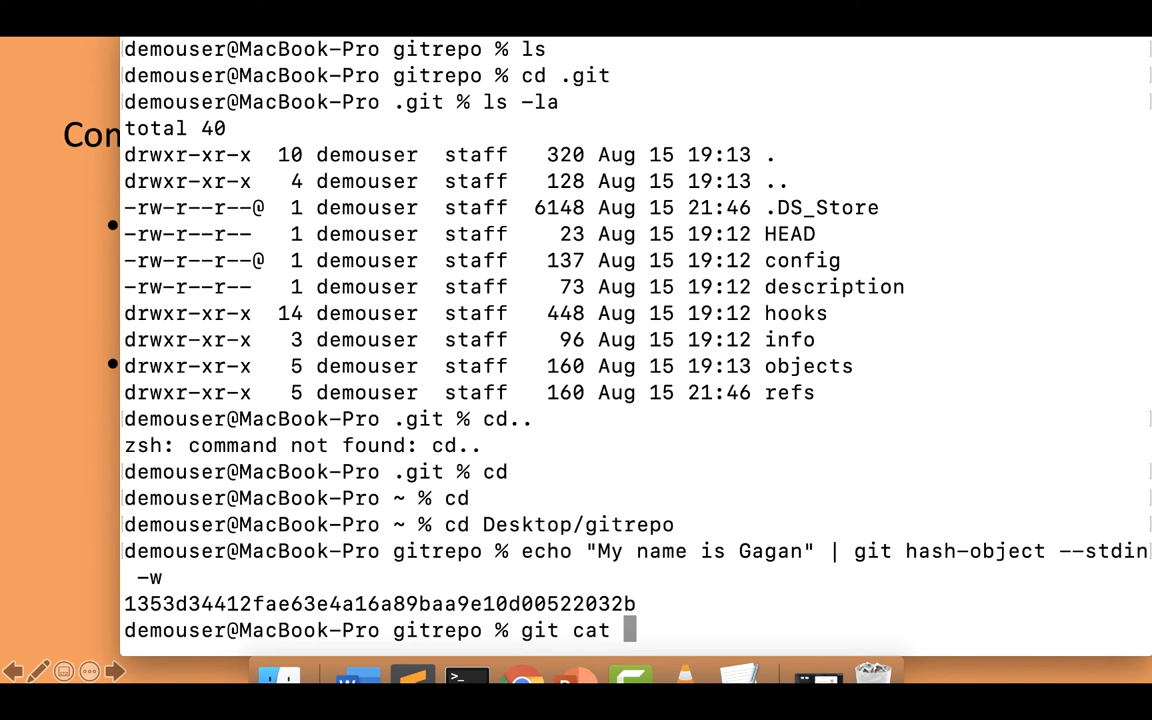 demouser@MacBook-Pro gitrepo % ls
demouser@MacBook-Pro gitrepo % cd .git
demouser@MacBook-Pro .git % ls -la
Com
total 40
drwxr-xr-x  10 demouser  staff   320 Aug 15 19:13 .
drwxr-xr-x   4 demouser  staff   128 Aug 15 19:13 ..
-rw-r--r--@  1 demouser  staff  6148 Aug 15 21:46 .DS_Store
-rw-r--r--   1 demouser  staff    23 Aug 15 19:12 HEAD
-rw-r--r--@  1 demouser  staff   137 Aug 15 19:12 config
-rw-r--r--   1 demouser  staff    73 Aug 15 19:12 description
drwxr-xr-x  14 demouser  staff   448 Aug 15 19:12 hooks
drwxr-xr-x   3 demouser  staff    96 Aug 15 19:12 info
drwxr-xr-x   5 demouser  staff   160 Aug 15 19:13 objects
drwxr-xr-x   5 demouser  staff   160 Aug 15 21:46 refs
demouser@MacBook-Pro .git % cd..
zsh: command not found: cd..
demouser@MacBook-Pro .git % cd
demouser@MacBook-Pro ~ % cd
demouser@MacBook-Pro ~ % cd Desktop/gitrepo
demouser@MacBook-Pro gitrepo % echo "My name is Gagan" | git hash-object --stdin
-w
1353d34412fae63e4a16a89baa9e10d00522032b
demouser@MacBook-Pro gitrepo % git cat